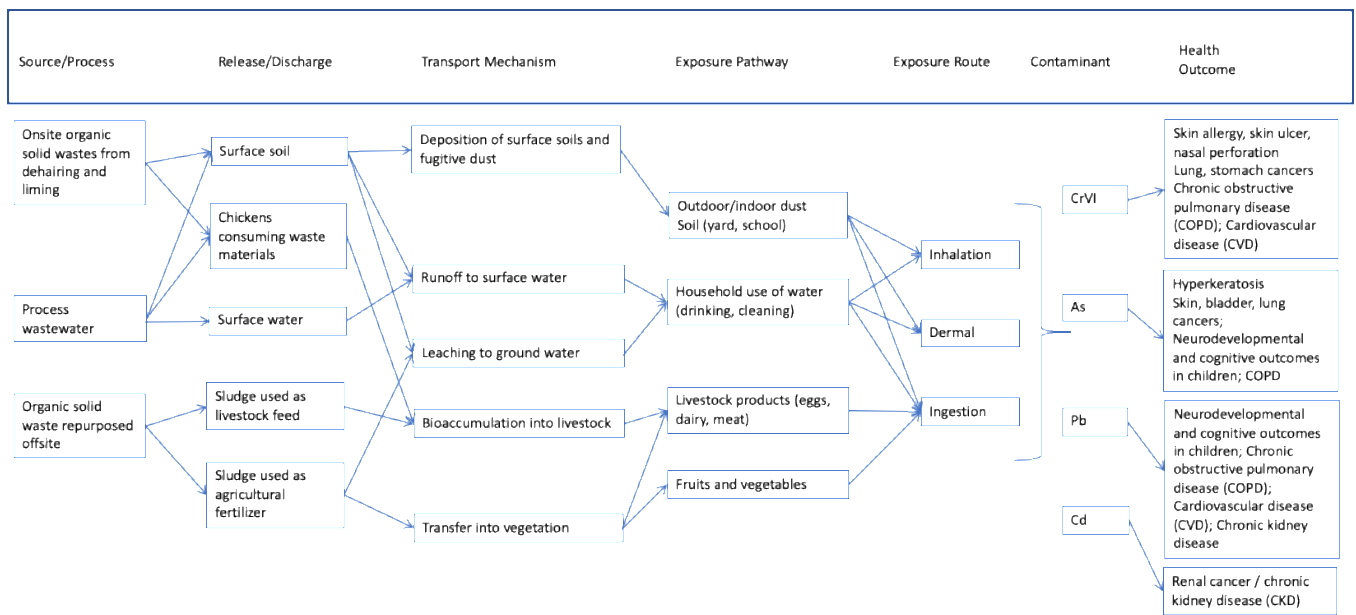 Source/Process
Release/Discharge
Transport Mechanism
Exposure Pathway
Exposure Route
Contaminant
Health
Outcome
Onsite organic
solid wastes from
dehairing and
liming
Process
wastewater
Organic solid
waste repurposed
offsite
Surface soil
Chickens
consuming waste
materials
Surface water
Sludge used as
livestock feed
Sludge used as
agricultural
fertilizer
Deposition of surface soils and
fugitive dust
Runoff to surface water
Leaching to ground water
Bioaccumulation into livestock
Transfer into vegetation
Outdoor/indoor dust
Soil (yard, school)
Household use of water
(drinking, cleaning)
Livestock products (eggs,
dairy, meat)
Fruits and vegetables
Inhalation
Dermal
Ingestion
CrVI
As
Pb
Cd
Skin allergy, skin ulcer,
nasal perforation
Lung, stomach cancers
Chronic obstructive
pulmonary disease
(COPD); Cardiovascular
disease (CVD)
Hyperkeratosis
Skin, bladder, lung
cancers;
Neurodevelopmental
and cognitive outcomes
in children; COPD
Neurodevelopmental
and cognitive outcomes
in children; Chronic
obstructive pulmonary
disease (COPD);
Cardiovascular disease
(CVD); Chronic kidney
disease
Renal cancer / chronic
kidney disease (CKD)